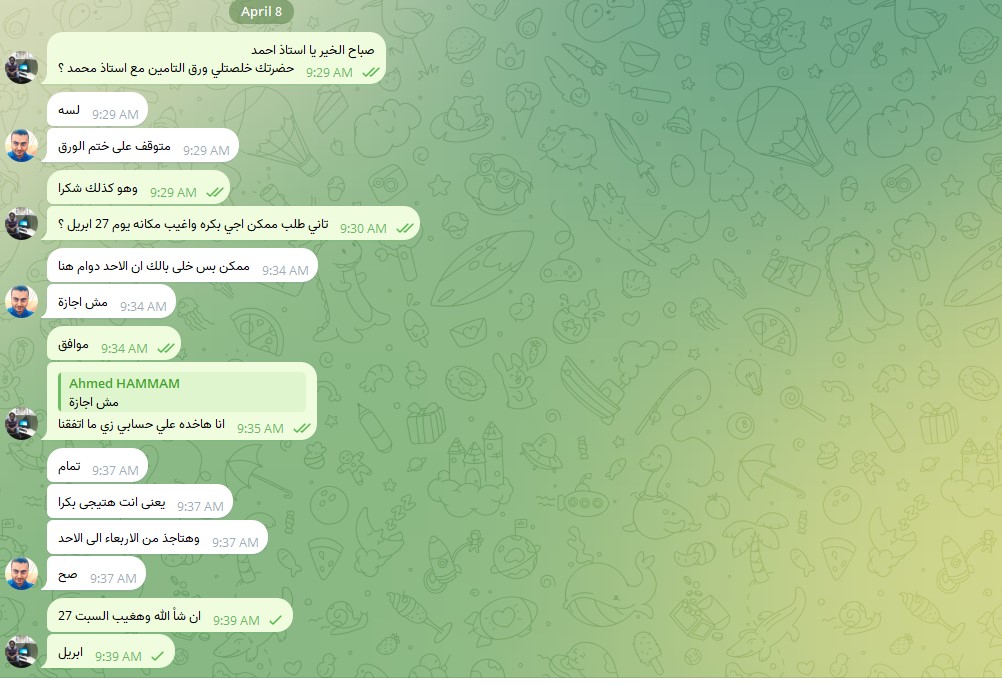 April 8
صباح الخير يا استاذ احمد
حضرتك خلصتلي ورق التامين مع استاذ محمد ؟ 9:29 AM
لسه 9:29 AM
متوقف على ختم الورق 9:29 AM
وهو كذلك شكرا 9:29 AM
تاني طلب ممكن اجي بكره واغيب مكانه يوم 27 ابريل ؟ 9:30 AM
ممكن بس خلى بالك ان الاحد دوام هنا 9:34 AM
مش اجازة 9:34 AM
موافق 9:34 AM
Ahmed HAMMAM
مش اجازة
انا هاخده علي حسابي زي ما اتفقنا 9:35 AM
تمام 9:37 AM
يعنى انت هتيجى بكرا 9:37 AM
وهتاجذ من الاربعاء الى الاحد 9:37 AM
صح 9:37 AM
ان شأ الله وهغيب السبت 27 9:39 AM
ابريل 9:39 AM